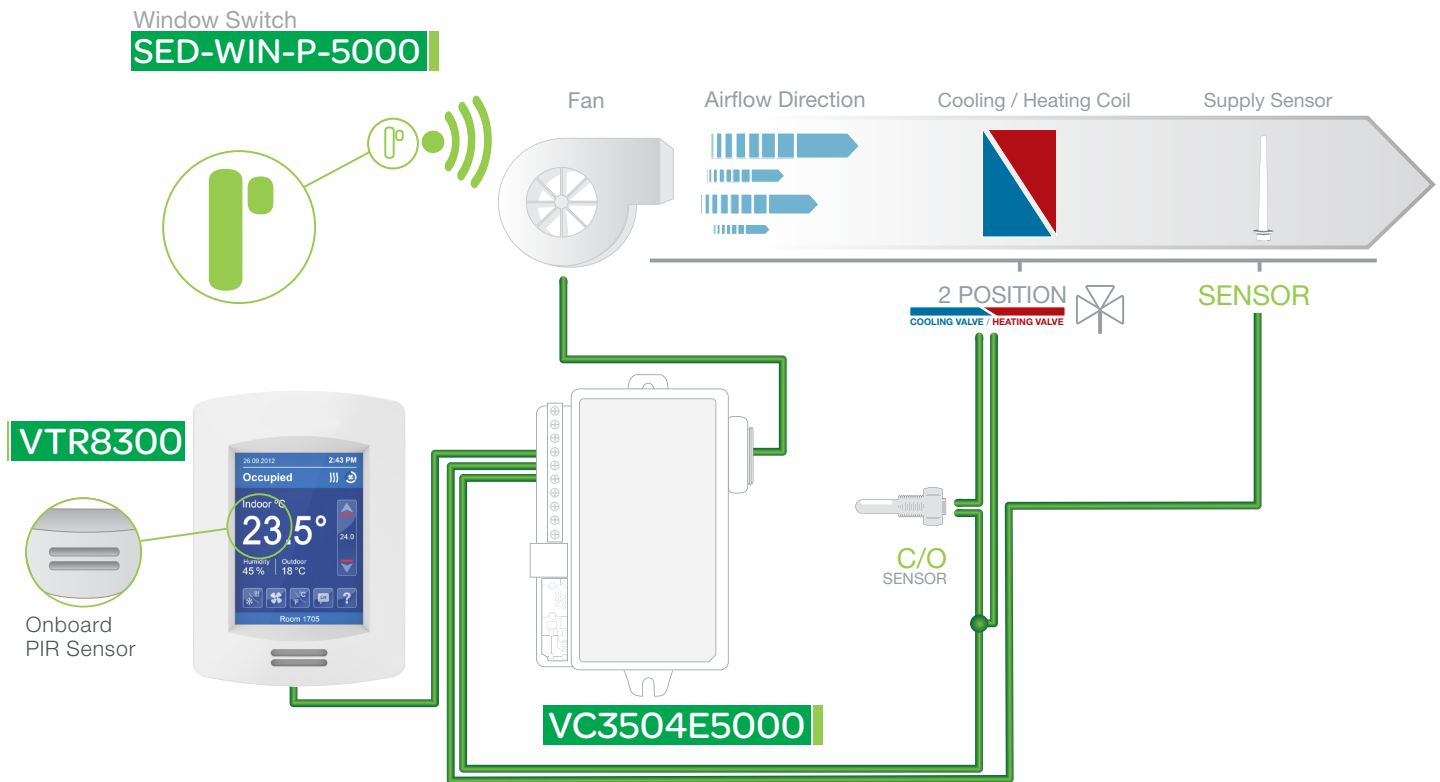 Window Switch
SED-WIN-P-5000
Fan
Airflow Direction
Cooling / Heating Coil
Supply Sensor
2 POSITION
COOLING VALVE / HEATING VALVE
SENSOR
VTR8300
26.09.2012 2:43 PM
Occupied
Indoor °C
23.5°
24.0
Humidity
45 %
Outdoor
18 °C
°C
°F
?
Room 1705
Onboard
PIR Sensor
C/O
SENSOR
VC3504E5000